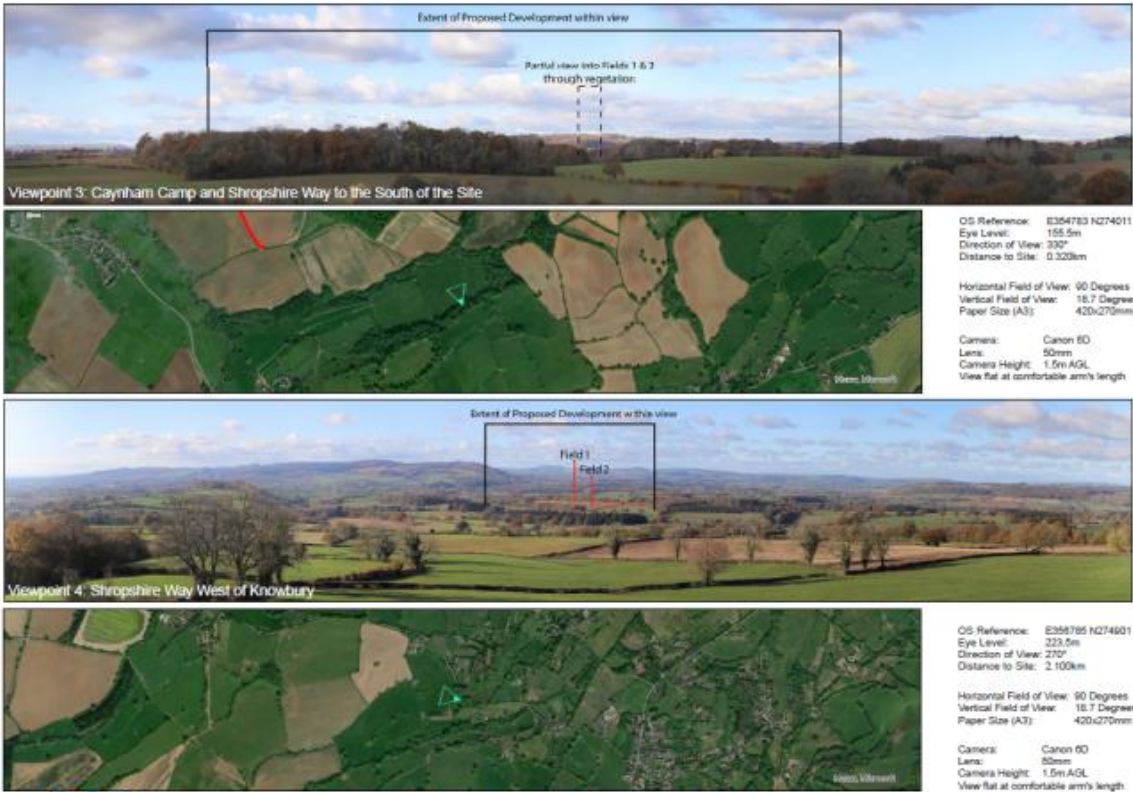 Extent of Proposed Development within view
Partial view into Fields 1 & 2
through vegetation
Viewpoint 3: Caynham Camp and Shropshire Way to the South of the Site
OS Reference: E354783 N274011
Eye Level: 155.5m
Direction of View: 330°
Distance to Site: 0.320km
Horizontal Field of View: 90 Degrees
Vertical Field of View: 18.7 Degree
Paper Size (A3): 420x270mm
Camera: Canon 6D
Lens: 50mm
Camera Height: 1.5m AGL
View flat at comfortable arm's length
Extent of Proposed Development within view
Field 1
Field 2
Viewpoint 4: Shropshire Way West of Knowbury
OS Reference: E356785 N274901
Eye Level: 223.5m
Direction of View: 270°
Distance to Site: 2.100km
Horizontal Field of View: 90 Degrees
Vertical Field of View: 18.7 Degree
Paper Size (A3): 420x270mm
Camera: Canon 6D
Lens: 50mm
Camera Height: 1.5m AGL
View flat at comfortable arm's length